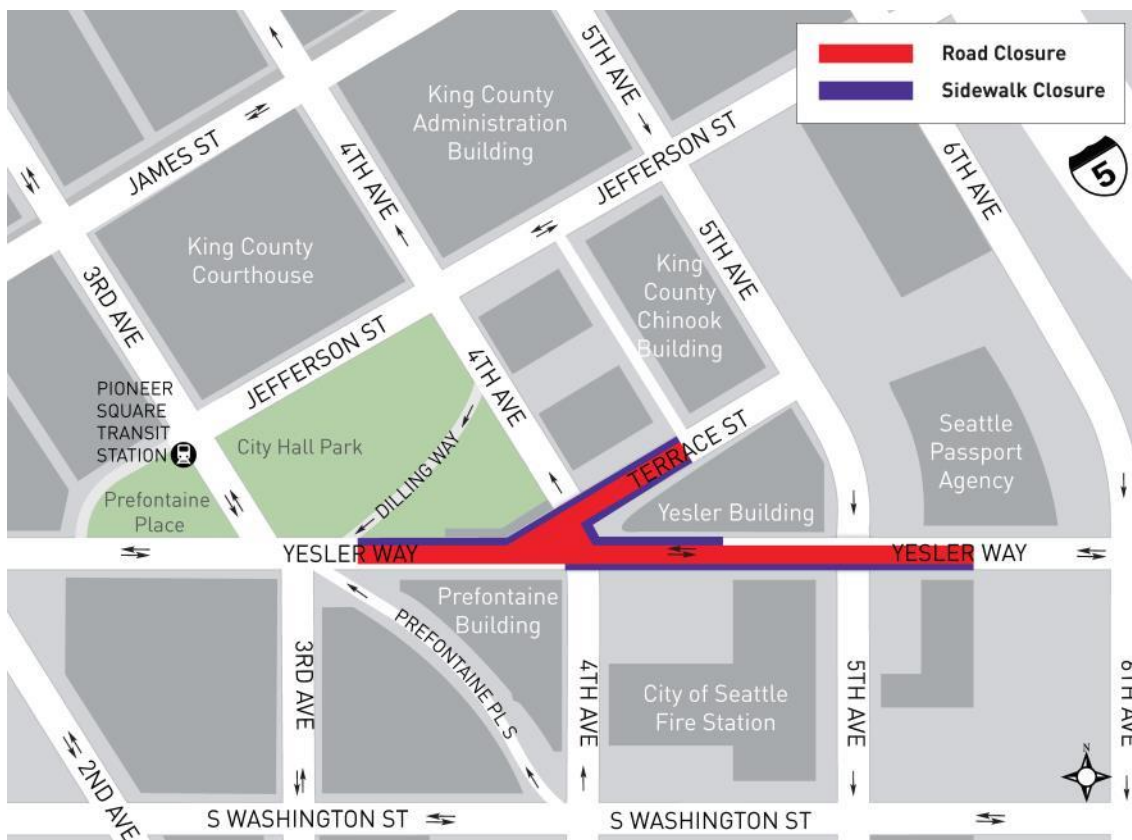 Road Closure
Sidewalk Closure
5TH AVE
King County
Administration
Building
JAMES ST
4TH AVE
JEFFERSON ST
6TH AVE
5
King County
Courthouse
3RD AVE
King
County
Chinook
Building
5TH AVE
JEFFERSON ST
4TH AVE
PIONEER
SQUARE
TRANSIT
STATION
City Hall Park
DILLING WAY
TERRACE ST
Seattle
Passport
Agency
Prefontaine
Place
Yesler Building
YESLER WAY
YESLER WAY
Prefontaine
Building
PREFONTAINE PL S
3RD AVE
4TH AVE
City of Seattle
Fire Station
5TH AVE
6TH AVE
2ND AVE
N
S WASHINGTON ST
S WASHINGTON ST